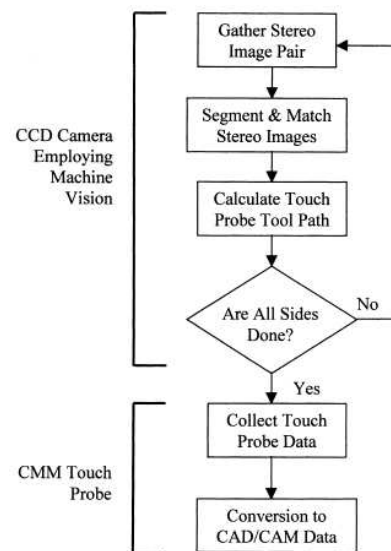 Gather Stereo
Image Pair
Segment & Match
Stereo Images
CCD Camera
Employing
Machine
Vision
Calculate Touch
Probe Tool Path
Are All Sides
Done?
No
Yes
Collect Touch
Probe Data
CMM Touch
Probe
Conversion to
CAD/CAM Data